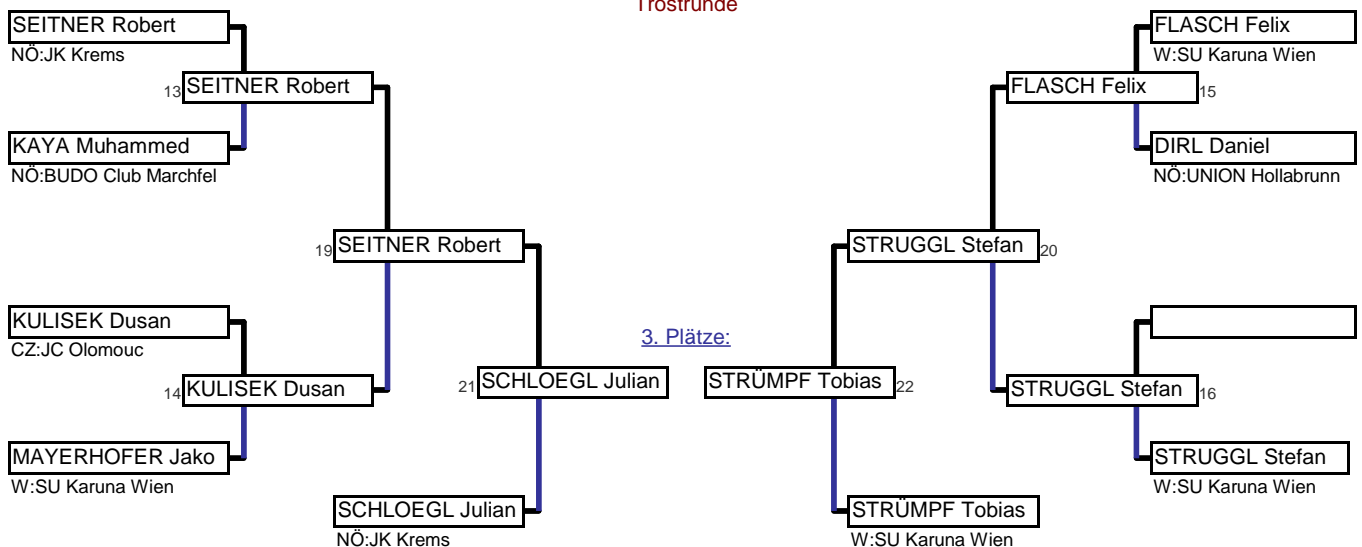 Trostrunde
SEITNER Robert
NÖ:JK Krems
13 SEITNER Robert
KAYA Muhammed
NÖ:BUDO Club Marchfel
19 SEITNER Robert
KULISEK Dusan
CZ:JC Olomouc
14 KULISEK Dusan
MAYERHOFER Jako
W:SU Karuna Wien
21 SCHLOEGL Julian
SCHLOEGL Julian
NÖ:JK Krems
3. Plätze:
FLASCH Felix
W:SU Karuna Wien
FLASCH Felix 15
DIRL Daniel
NÖ:UNION Hollabrunn
STRUGGL Stefan 20
STRUGGL Stefan 16
STRUGGL Stefan
W:SU Karuna Wien
STRÜMPF Tobias 22
STRÜMPF Tobias
W:SU Karuna Wien